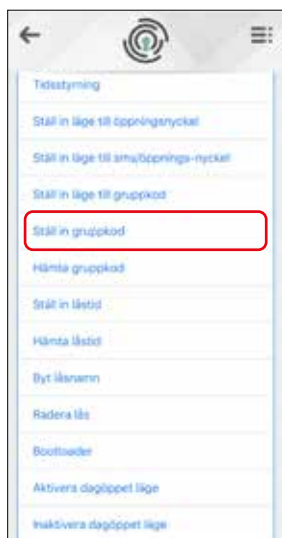 Tidsstyrning
Ställ in läge till öppningsnyckel
Ställ in läge till smu/öppnings-nyckel
Ställ in läge till gruppkod
Ställ in gruppkod
Hämta gruppkod
Ställ in låstid
Hämta låstid
Byt låsnamn
Radera lås
Bootloader
Aktivera dagöppet läge
Inaktivera dagöppet läge